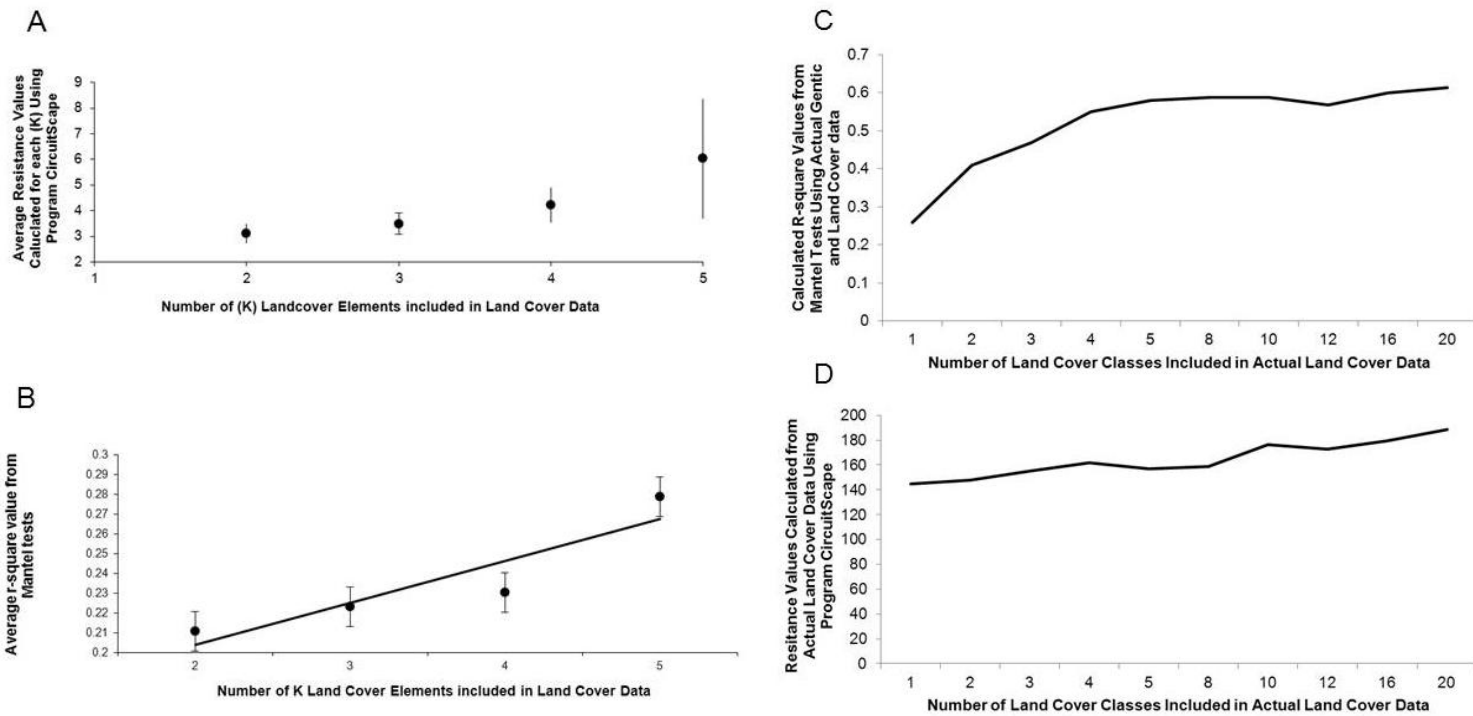 A
Average Resistance Values
Caluclated for each (K) Using
Program CircuitScape
9
8
7
6
5
4
3
2
1 2 3 4 5
Number of (K) Landcover Elements included in Land Cover Data
B
Average r-square value from
Mantel tests
0.3
0.29
0.28
0.27
0.26
0.25
0.24
0.23
0.22
0.21
0.2
2 3 4 5
Number of K Land Cover Elements included in Land Cover Data
C
Calculated R-square Values from
Mantel Tests Using Actual Gentic
and Land Cover data
0.7
0.6
0.5
0.4
0.3
0.2
0.1
0
1 2 3 4 5 8 10 12 16 20
Number of Land Cover Classes Included in Actual Land Cover Data
D
Resitance Values Calculated from
Actual Land Cover Data Using
Program CircuitScape
200
180
160
140
120
100
80
60
40
20
0
1 2 3 4 5 8 10 12 16 20
Number of Land Cover Classes Included in Actual Land Cover Data